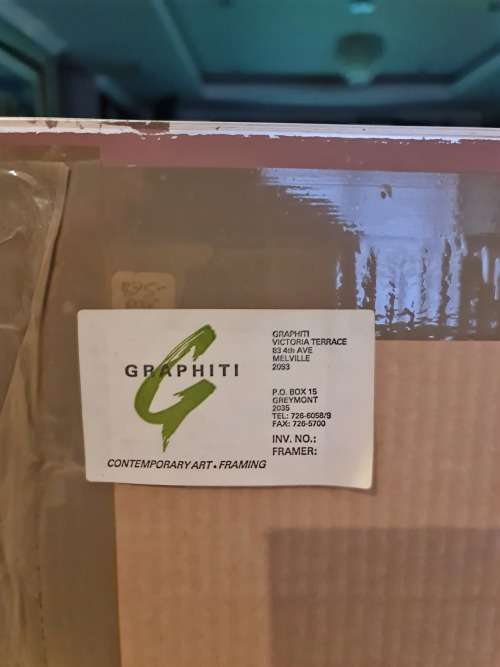 GRAPHITI
CONTEMPORARY ART • FRAMING
GRAPHITI
VICTORIA TERRACE
83 4th AVE
MELVILLE
2093
P.O. BOX 15
GREYMONT
2035
TEL: 726-6058/9
FAX: 726-5700
INV. NO.:
FRAMER: